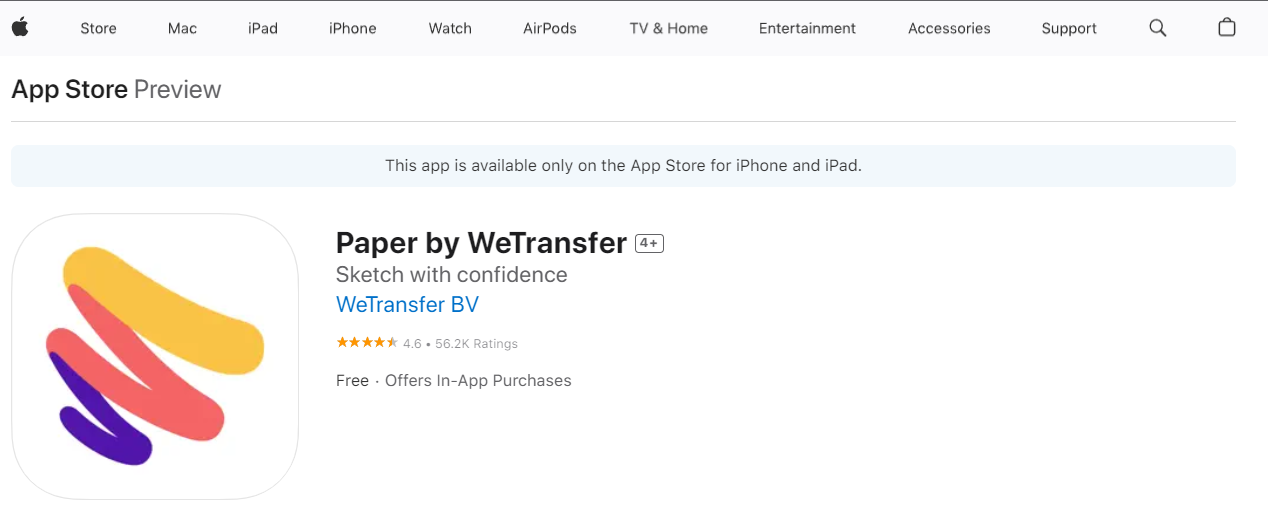 Store Mac iPad iPhone Watch AirPods TV & Home Entertainment Accessories Support
App Store Preview
This app is available only on the App Store for iPhone and iPad.
Paper by WeTransfer 4+
Sketch with confidence
WeTransfer BV
4.6 • 56.2K Ratings
Free · Offers In-App Purchases